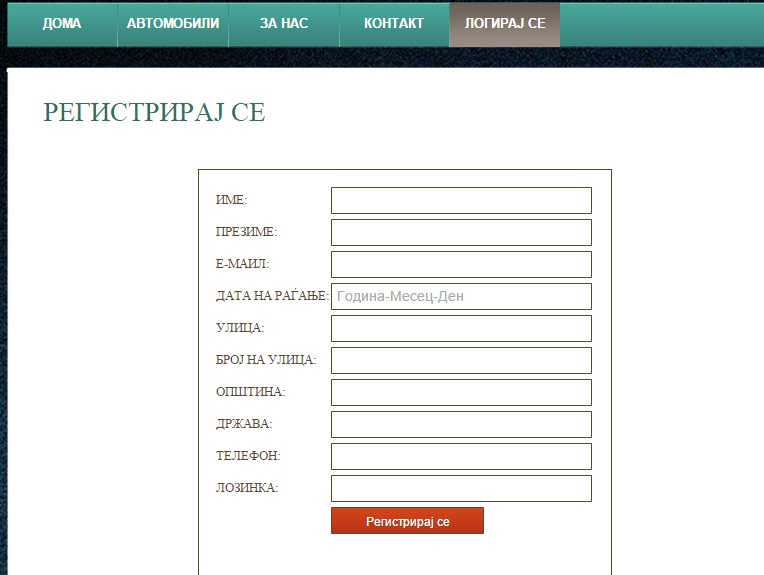 ДОМА АВТОМОБИЛИ ЗА НАС КОНТАКТ ЛОГИРАЈ СЕ
РЕГИСТРИРАЈ СЕ
ИМЕ:
ПРЕЗИМЕ:
Е-МАИЛ:
ДАТА НА РАЃАЊЕ: Година-Месец-Ден
УЛИЦА:
БРОЈ НА УЛИЦА:
ОПШТИНА:
ДРЖАВА:
ТЕЛЕФОН:
ЛОЗИНКА:
Регистрирај се